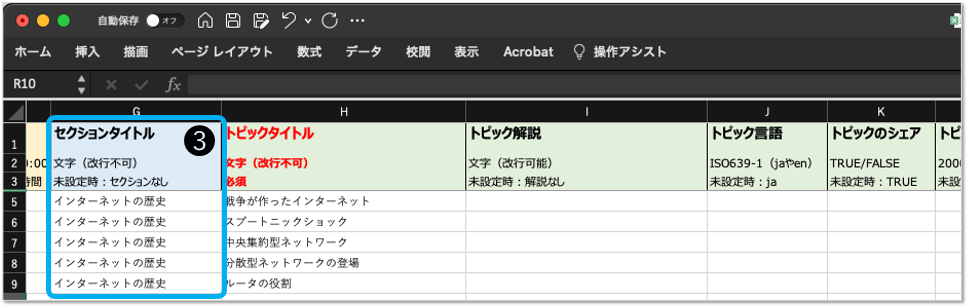 自動保存 オフ
ホーム 挿入 描画 ページ レイアウト 数式 データ 校閲 表示 Acrobat 操作アシスト
R10 fx
G H I J K
1 セクションタイトル 3 トピックタイトル トピック解説 トピック言語 トピックのシェア
2 文字（改行不可） 文字（改行不可） 文字（改行可能） ISO639-1（jaやen） TRUE/FALSE
3 未設定時：セクションなし 必須 未設定時：解説なし 未設定時：ja 未設定時：TRUE
5 インターネットの歴史 戦争が作ったインターネット
6 インターネットの歴史 スプートニックショック
7 インターネットの歴史 中央集約型ネットワーク
8 インターネットの歴史 分散型ネットワークの登場
9 インターネットの歴史 ルータの役割